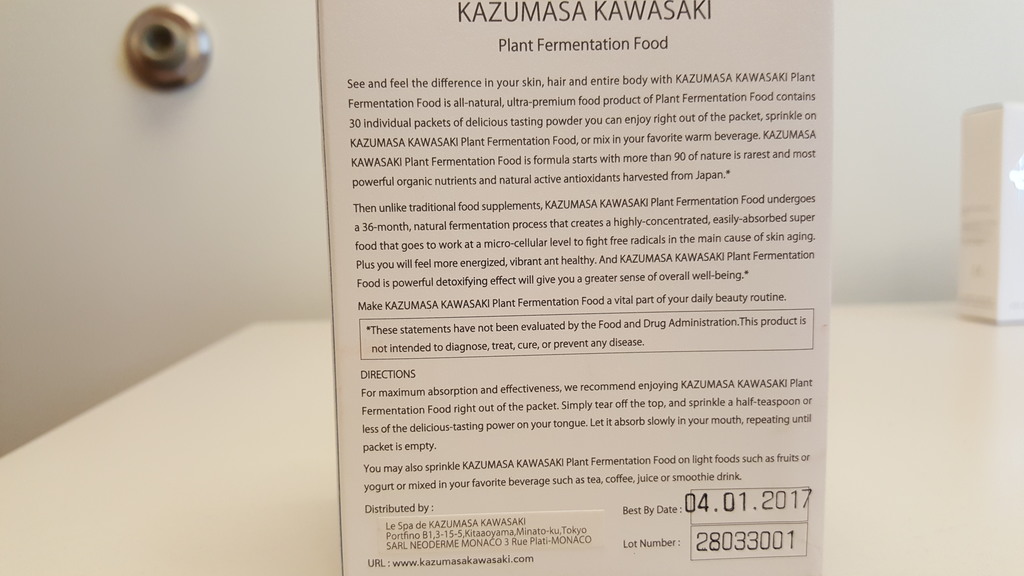 KAZUMASA KAWASAKI
Plant Fermentation Food
See and feel the difference in your skin, hair and entire body with KAZUMASA KAWASAKI Plant
Fermentation Food is all-natural, ultra-premium food product of Plant Fermentation Food contains
30 individual packets of delicious tasting powder you can enjoy right out of the packet, sprinkle on
KAZUMASA KAWASAKI Plant Fermentation Food, or mix in your favorite warm beverage. KAZUMASA
KAWASAKI Plant Fermentation Food is formula starts with more than 90 of nature is rarest and most
powerful organic nutrients and natural active antioxidants harvested from Japan.*
Then unlike traditional food supplements, KAZUMASA KAWASAKI Plant Fermentation Food undergoes
a 36-month, natural fermentation process that creates a highly-concentrated, easily-absorbed super
food that goes to work at a micro-cellular level to fight free radicals in the main cause of skin aging.
Plus you will feel more energized, vibrant ant healthy. And KAZUMASA KAWASAKI Plant Fermentation
Food is powerful detoxifying effect will give you a greater sense of overall well-being.*
Make KAZUMASA KAWASAKI Plant Fermentation Food a vital part of your daily beauty routine.
*These statements have not been evaluated by the Food and Drug Administration.This product is
not intended to diagnose, treat, cure, or prevent any disease.
DIRECTIONS
For maximum absorption and effectiveness, we recommend enjoying KAZUMASA KAWASAKI Plant
Fermentation Food right out of the packet. Simply tear off the top, and sprinkle a half-teaspoon or
less of the delicious-tasting power on your tongue. Let it absorb slowly in your mouth, repeating until
packet is empty.
You may also sprinkle KAZUMASA KAWASAKI Plant Fermentation Food on light foods such as fruits or
yogurt or mixed in your favorite beverage such as tea, coffee, juice or smoothie drink.
Distributed by :
Le Spa de KAZUMASA KAWASAKI
Portfino B1,3-15-5,Kitaaoyama,Minato-ku,Tokyo
SARL NEODERME MONACO 3 Rue Plati-MONACO
URL : www.kazumasakawasaki.com
Best By Date : 04.01.2017
Lot Number : 28033001